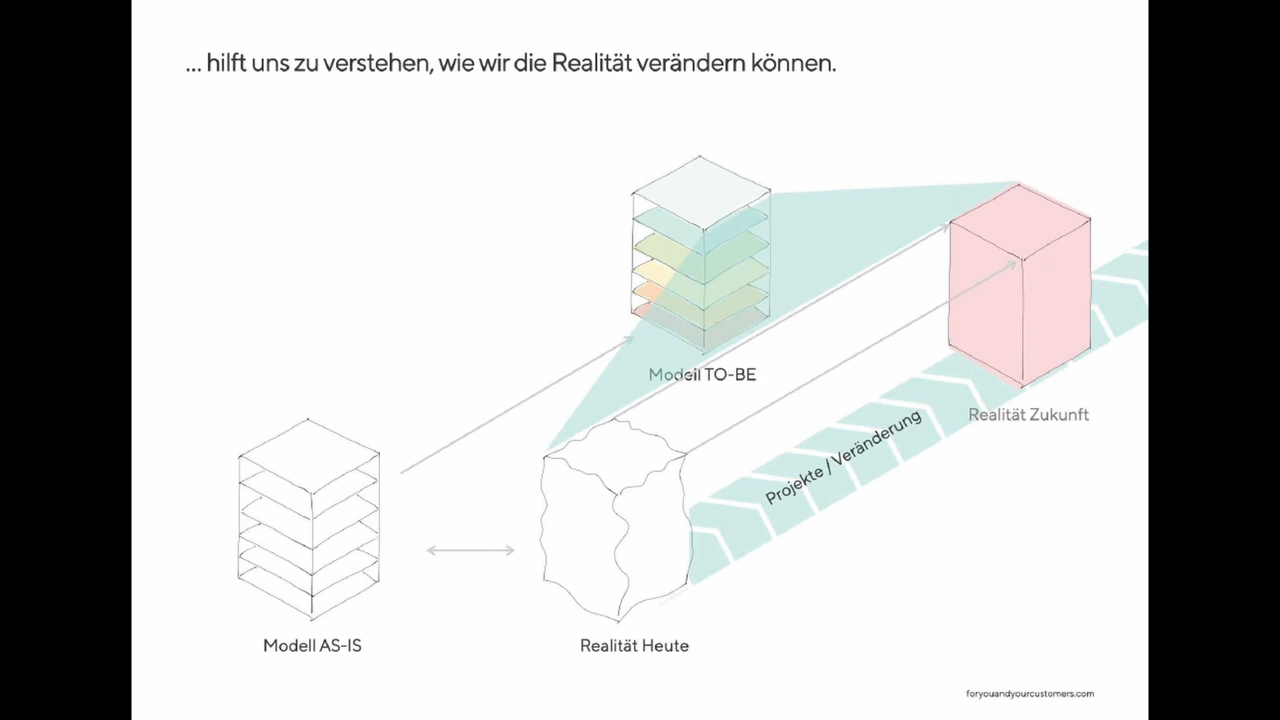 ... hilft uns zu verstehen, wie wir die Realität verändern können.
Modell TO-BE
Realität Zukunft
Projekte / Veränderung
Modell AS-IS
Realität Heute
foryouandyourcustomers.com